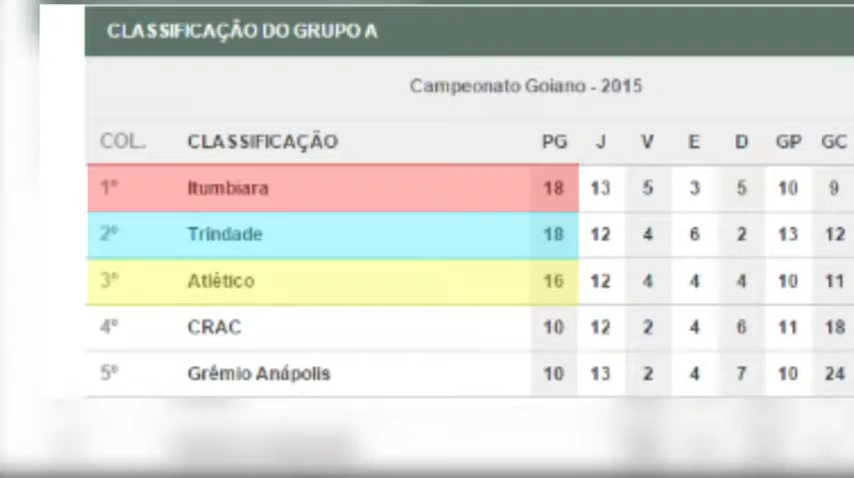 CLASSIFICAÇÃO DO GRUPO A
Campeonato Goiano - 2015
COL. CLASSIFICAÇÃO PG J V E D GP GC
1º Itumbiara 18 13 5 3 5 10 9
2º Trindade 18 12 4 6 2 13 12
3º Atlético 16 12 4 4 4 10 11
4º CRAC 10 12 2 4 6 11 18
5º Grêmio Anápolis 10 13 2 4 7 10 24